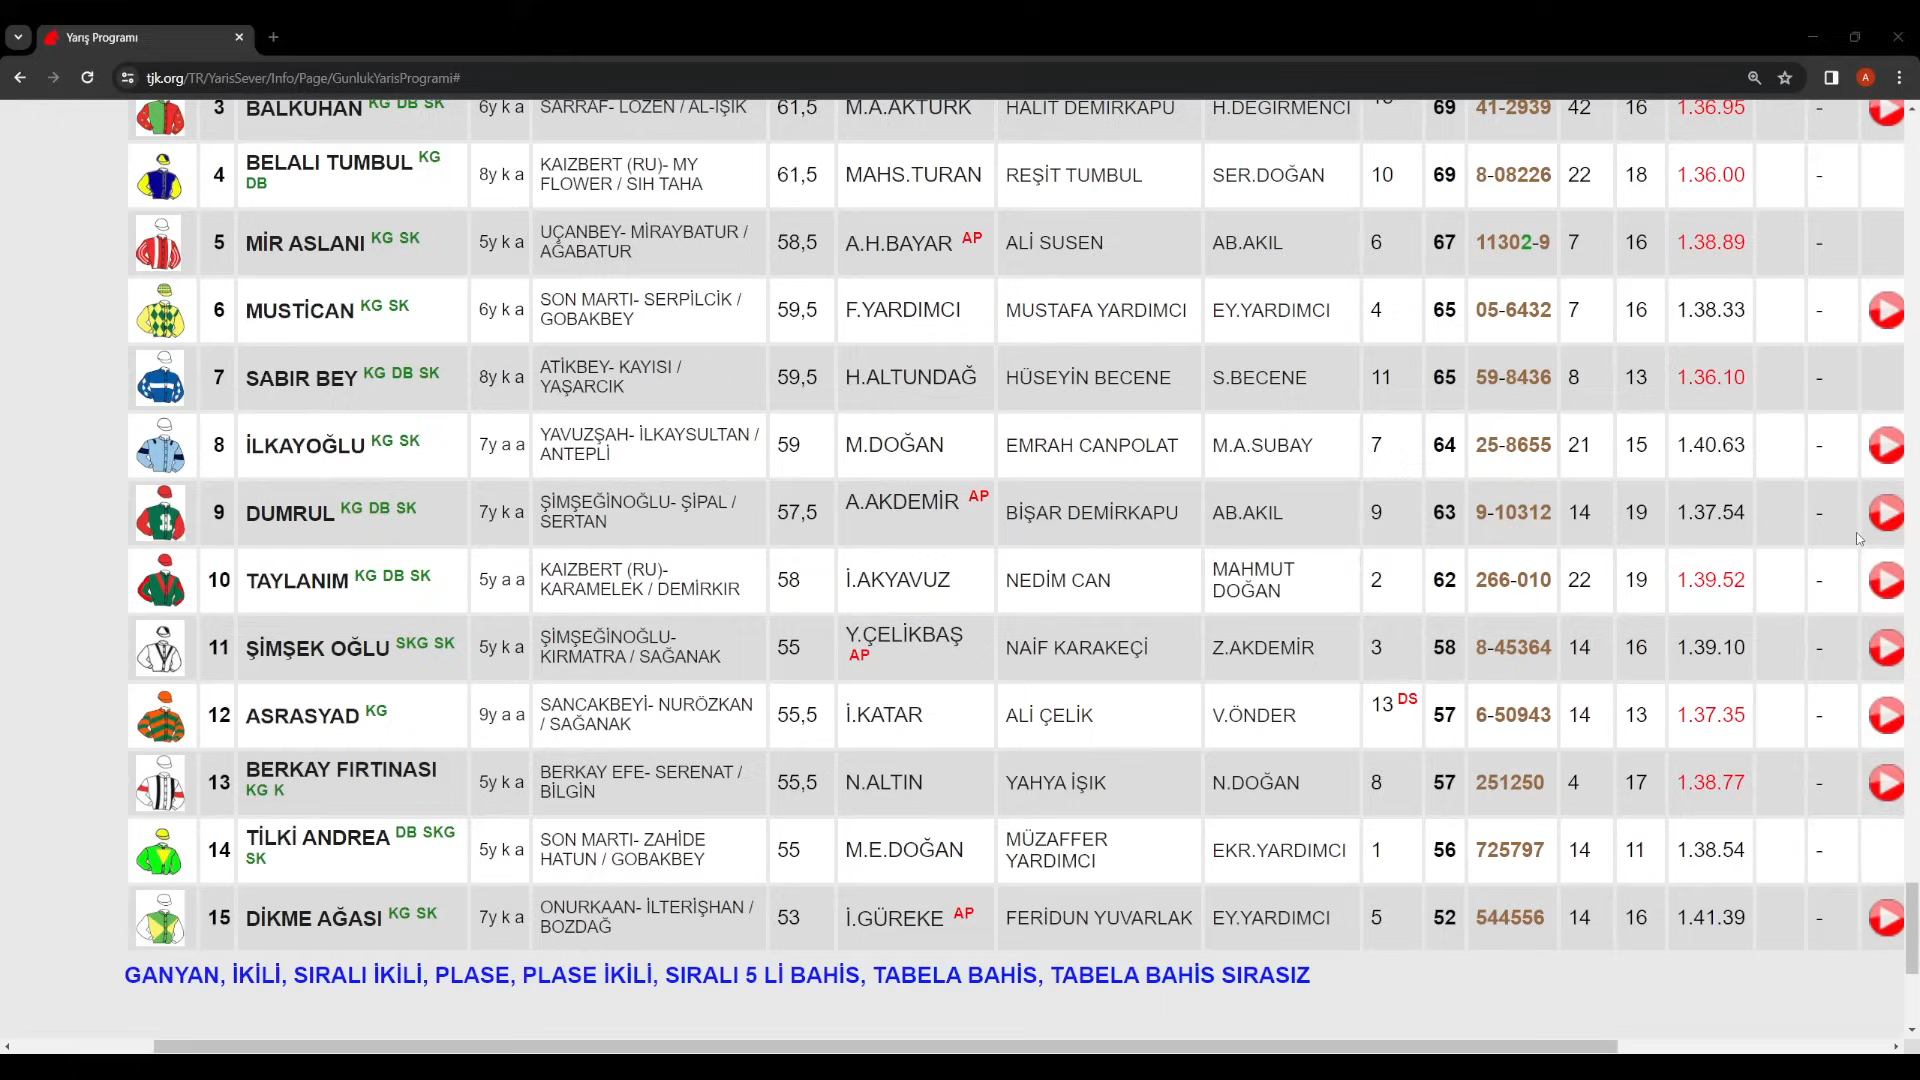 Yarış Programı
tjk.org/TR/YarisSever/Info/Page/GunlukYarisProgrami#
A
3 BALKUHAN KG DB SK 6y k a SARRAF- LOZEN / AL-IŞIK 61,5 M.A.AKTÜRK HALİT DEMİRKAPU H.DEĞİRMENCİ 69 41-2939 42 16 1.36.95 -
4 BELALI TUMBUL KG DB 8y k a KAIZBERT (RU)- MY FLOWER / SIH TAHA 61,5 MAHS.TURAN REŞİT TUMBUL SER.DOĞAN 10 69 8-08226 22 18 1.36.00 -
5 MİR ASLANI KG SK 5y k a UÇANBEY- MİRAYBATUR / AĞABATUR 58,5 A.H.BAYAR AP ALİ SUSEN AB.AKIL 6 67 11302-9 7 16 1.38.89 -
6 MUSTİCAN KG SK 6y k a SON MARTI- SERPİLCİK / GOBAKBEY 59,5 F.YARDIMCI MUSTAFA YARDIMCI EY.YARDIMCI 4 65 05-6432 7 16 1.38.33 -
7 SABIR BEY KG DB SK 8y k a ATİKBEY- KAYISI / YAŞARCIK 59,5 H.ALTUNDAĞ HÜSEYİN BECENE S.BECENE 11 65 59-8436 8 13 1.36.10 -
8 İLKAYOĞLU KG SK 7y a a YAVUZŞAH- İLKAYSULTAN / ANTEPLİ 59 M.DOĞAN EMRAH CANPOLAT M.A.SUBAY 7 64 25-8655 21 15 1.40.63 -
9 DUMRUL KG DB SK 7y k a ŞİMŞEĞİNOĞLU- ŞİPAL / SERTAN 57,5 A.AKDEMİR AP BİŞAR DEMİRKAPU AB.AKIL 9 63 9-10312 14 19 1.37.54 -
10 TAYLANIM KG DB SK 5y a a KAIZBERT (RU)- KARAMELEK / DEMİRKIR 58 İ.AKYAVUZ NEDİM CAN MAHMUT DOĞAN 2 62 266-010 22 19 1.39.52 -
11 ŞİMŞEK OĞLU SKG SK 5y k a ŞİMŞEĞİNOĞLU- KIRMATRA / SAĞANAK 55 Y.ÇELİKBAŞ AP NAİF KARAKEÇİ Z.AKDEMİR 3 58 8-45364 14 16 1.39.10 -
12 ASRASYAD KG 9y a a SANCAKBEYİ- NURÖZKAN / SAĞANAK 55,5 İ.KATAR ALİ ÇELİK V.ÖNDER 13 DS 57 6-50943 14 13 1.37.35 -
13 BERKAY FIRTINASI KG K 5y k a BERKAY EFE- SERENAT / BİLGİN 55,5 N.ALTIN YAHYA İŞIK N.DOĞAN 8 57 251250 4 17 1.38.77 -
14 TİLKİ ANDREA DB SKG SK 5y k a SON MARTI- ZAHİDE HATUN / GOBAKBEY 55 M.E.DOĞAN MÜZAFFER YARDIMCI EKR.YARDIMCI 1 56 725797 14 11 1.38.54 -
15 DİKME AĞASI KG SK 7y k a ONURKAAN- İLTERİŞHAN / BOZDAĞ 53 İ.GÜREKE AP FERİDUN YUVARLAK EY.YARDIMCI 5 52 544556 14 16 1.41.39 -
GANYAN, İKİLİ, SIRALI İKİLİ, PLASE, PLASE İKİLİ, SIRALI 5 Lİ BAHİS, TABELA BAHİS, TABELA BAHİS SIRASIZ